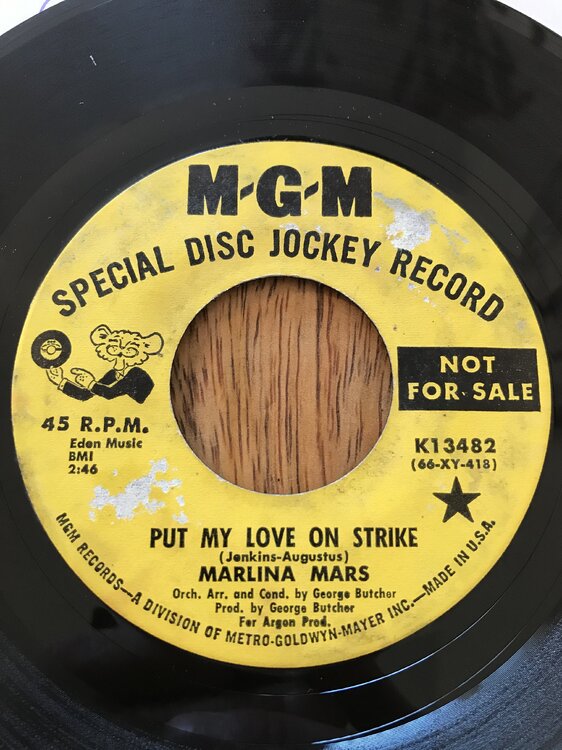 M-G-M
SPECIAL DISC JOCKEY RECORD
NOT
FOR SALE
45 R.P.M.
Eden Music
BMI
2:46
K13482
(66-XY-418)
PUT MY LOVE ON STRIKE
(Jenkins-Augustus)
MARLINA MARS
Orch. Arr. and Cond. by George Butcher
Prod. by George Butcher
For Argon Prod.
MGM RECORDS—A DIVISION OF METRO-GOLDWYN-MAYER INC.—MADE IN U.S.A.